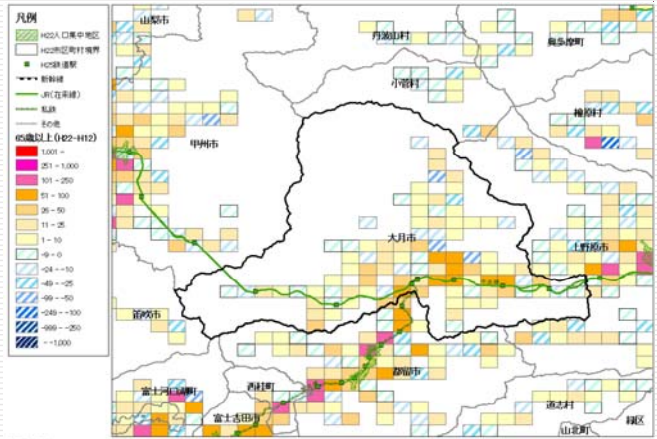 凡例
H22人口集中地区
H22市区町村境界
H25鉄道駅
新幹線
JR(在来線)
私鉄
その他
65歳以上(H22-H12)
1,001 -
251 - 1,000
101 - 250
51 - 100
26 - 50
11 - 25
1 - 10
-9 - 0
-24 - -10
-49 - -25
-99 - -50
-249 - -100
-999 - -250
- -1,000
山梨市
丹波山村
奥多摩町
小菅村
檜原村
甲州市
大月市
上野原市
笛吹市
都留市
富士河口湖町
西桂町
道志村
富士吉田市
山北町
緑区